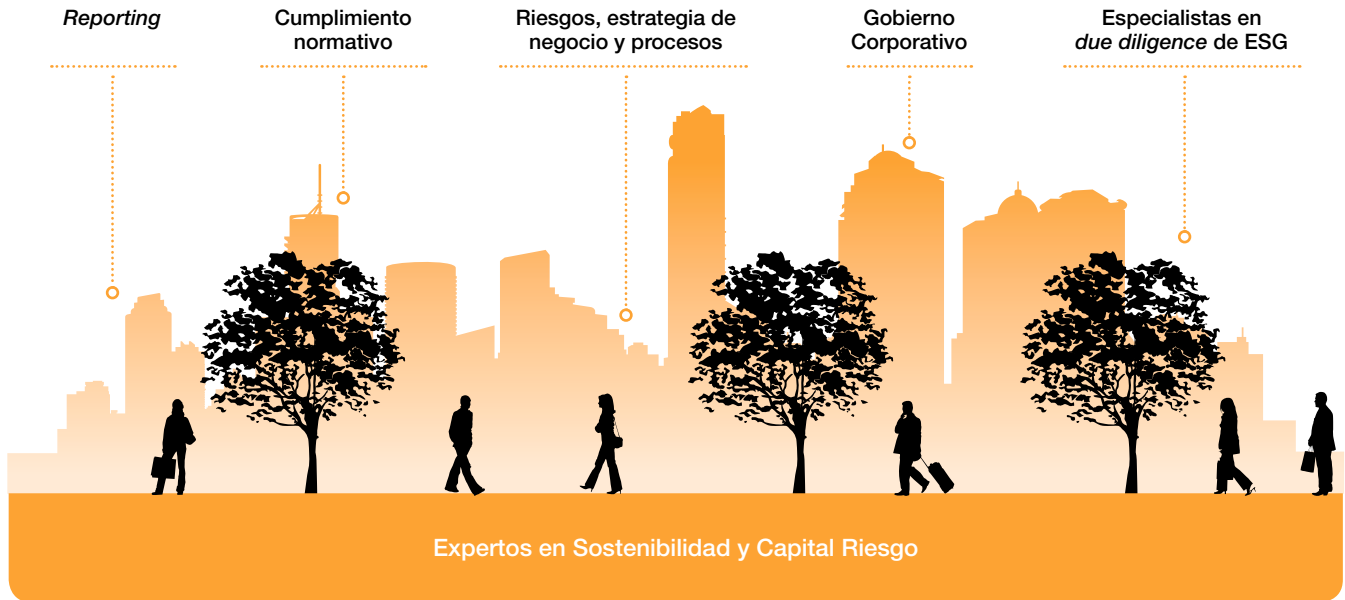 Reporting
Cumplimiento
normativo
Riesgos, estrategia de
negocio y procesos
Gobierno
Corporativo
Especialistas en
due diligence de ESG
Expertos en Sostenibilidad y Capital Riesgo